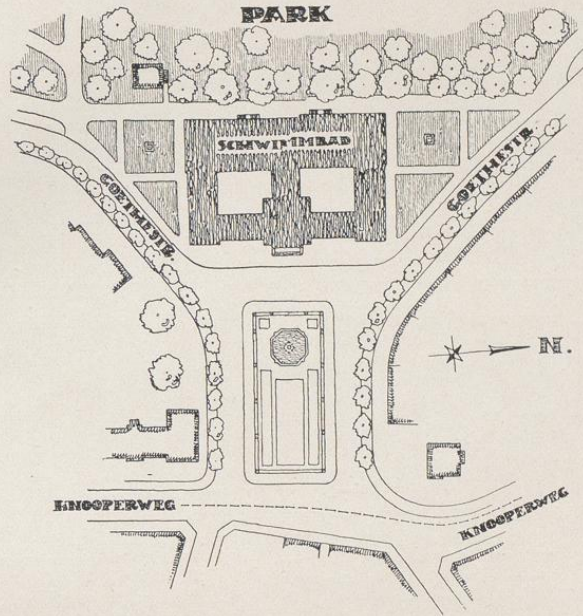 PARK
SCHWIMMBAD
GOETHESTR.
GOETHESTR.
N.
KNOOPERWEG
KNOOPERWEG